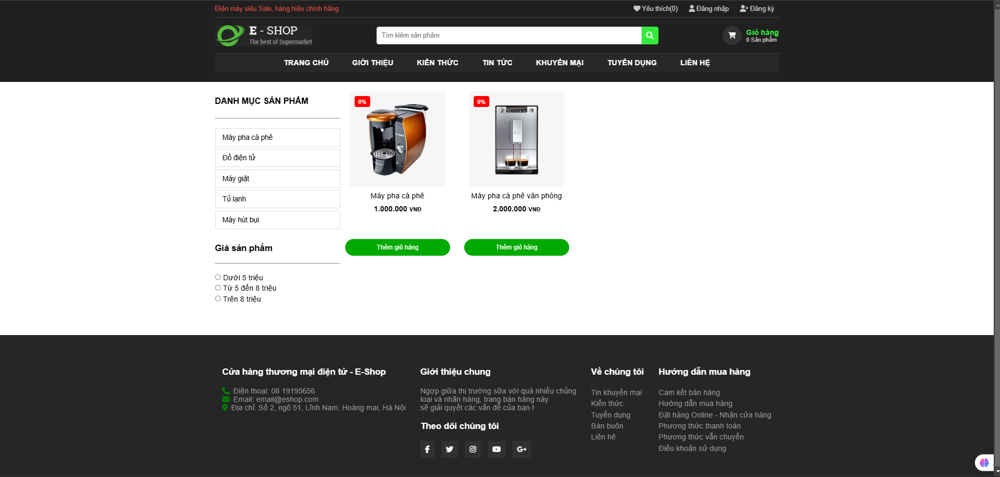 Điện máy siêu Sale, hàng hiệu chính hãng
Yêu thích(0) Đăng nhập Đăng ký
E - SHOP
The best of Supermarket
Tìm kiếm sản phẩm
Giỏ hàng
0 Sản phẩm
TRANG CHỦ GIỚI THIỆU KIẾN THỨC TIN TỨC KHUYẾN MẠI TUYỂN DỤNG LIÊN HỆ
DANH MỤC SẢN PHẨM
Máy pha cà phê
Đồ điện tử
Máy giặt
Tủ lạnh
Máy hút bụi
Giá sản phẩm
Dưới 5 triệu
Từ 5 đến 8 triệu
Trên 8 triệu
0%
Máy pha cà phê
1.000.000 VNĐ
Thêm giỏ hàng
0%
Máy pha cà phê văn phòng
2.000.000 VNĐ
Thêm giỏ hàng
Cửa hàng thương mại điện tử - E-Shop
Điện thoại: 08 19195656
Email: email@eshop.com
Địa chỉ: Số 2, ngõ 51, Lĩnh Nam, Hoàng mai, Hà Nội
Giới thiệu chung
Ngợp giữa thị trường sữa với quá nhiều chủng
loại và nhãn hàng, trang bán hàng này
sẽ giải quyết các vấn đề của bạn !
Theo dõi chúng tôi
Về chúng tôi
Tin khuyến mại
Kiến thức
Tuyển dụng
Bán buôn
Liên hệ
Hướng dẫn mua hàng
Cam kết bán hàng
Hướng dẫn mua hàng
Đặt hàng Online - Nhận cửa hàng
Phương thức thanh toán
Phương thức vẫn chuyển
Điều khoản sử dụng